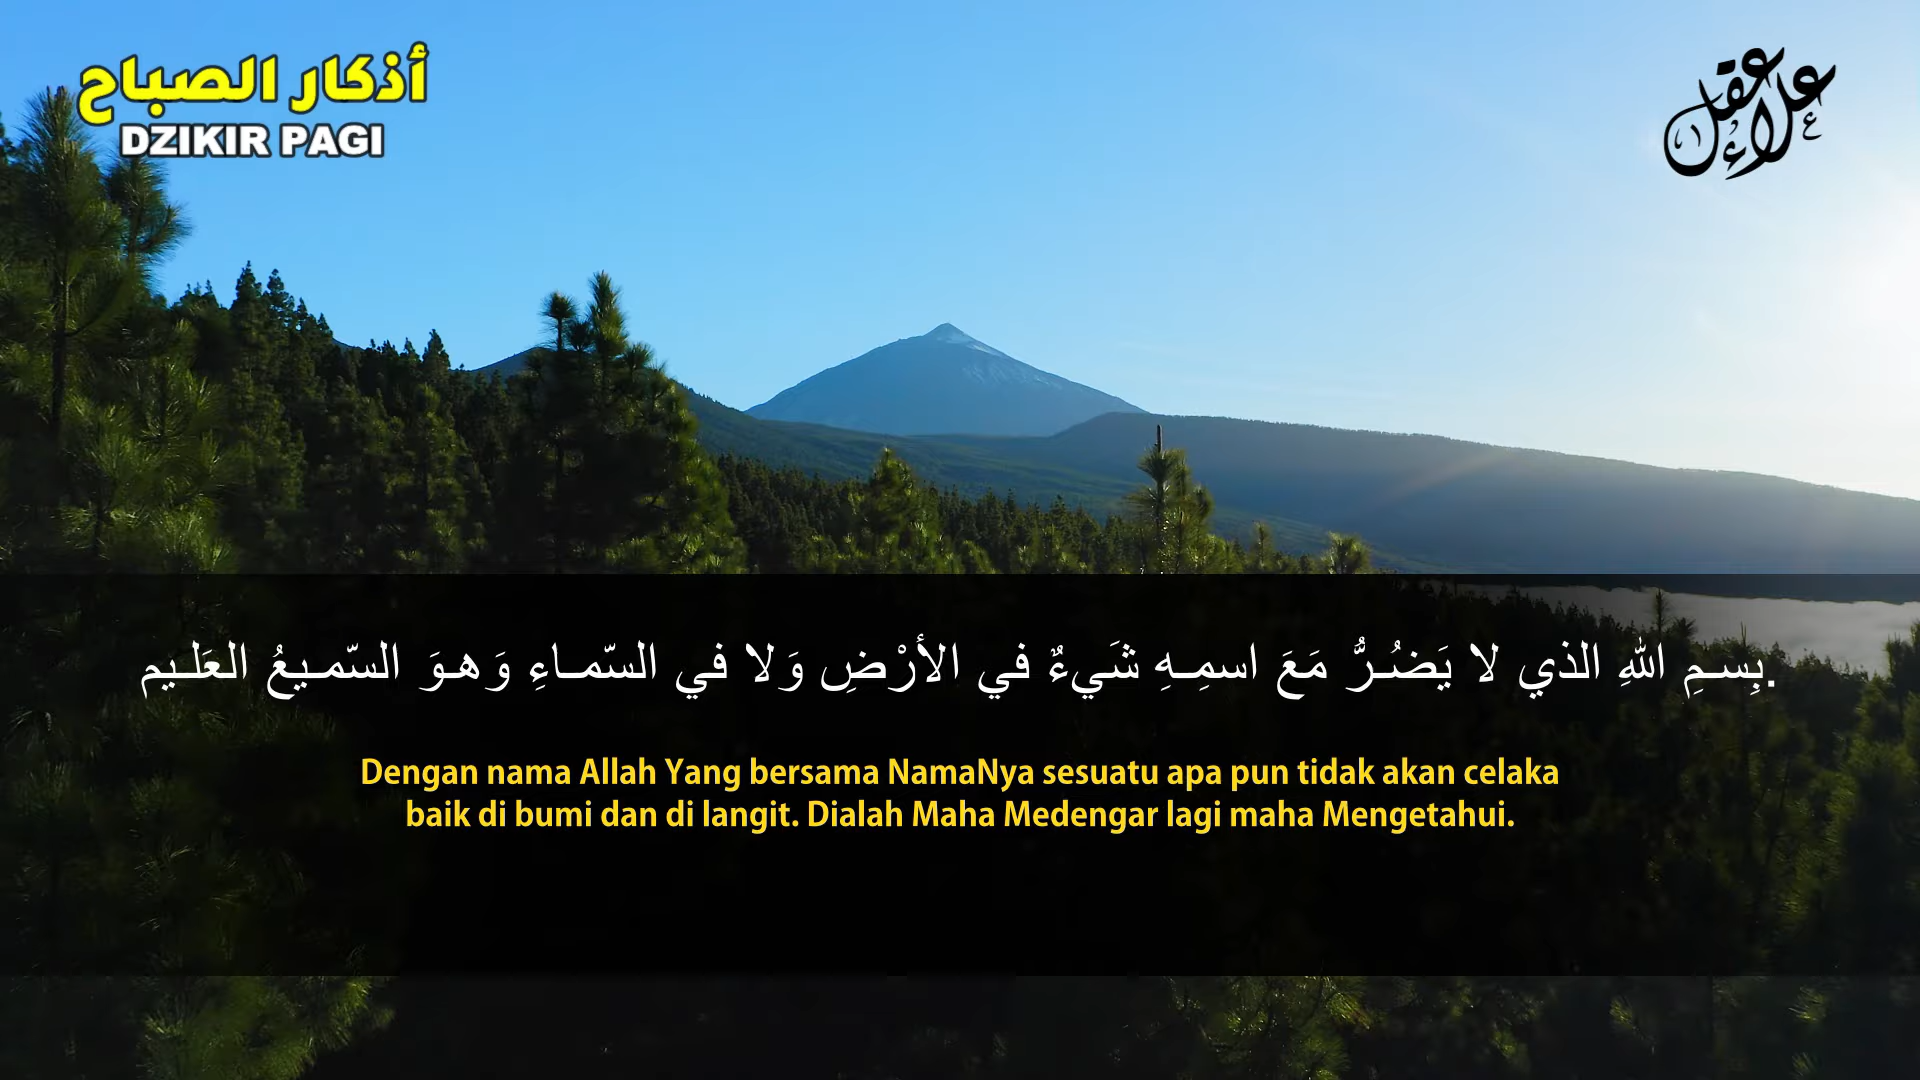 أذكار الصباح
DZIKIR PAGI
علاء عقل
بِسـمِ اللهِ الذي لا يَضُـرُّ مَعَ اسمِـهِ شَيءٌ في الأرْضِ وَلا في السّمـاءِ وَهـوَ السّمـيعُ العَلـيم.
Dengan nama Allah Yang bersama NamaNya sesuatu apa pun tidak akan celaka
baik di bumi dan di langit. Dialah Maha Medengar lagi maha Mengetahui.